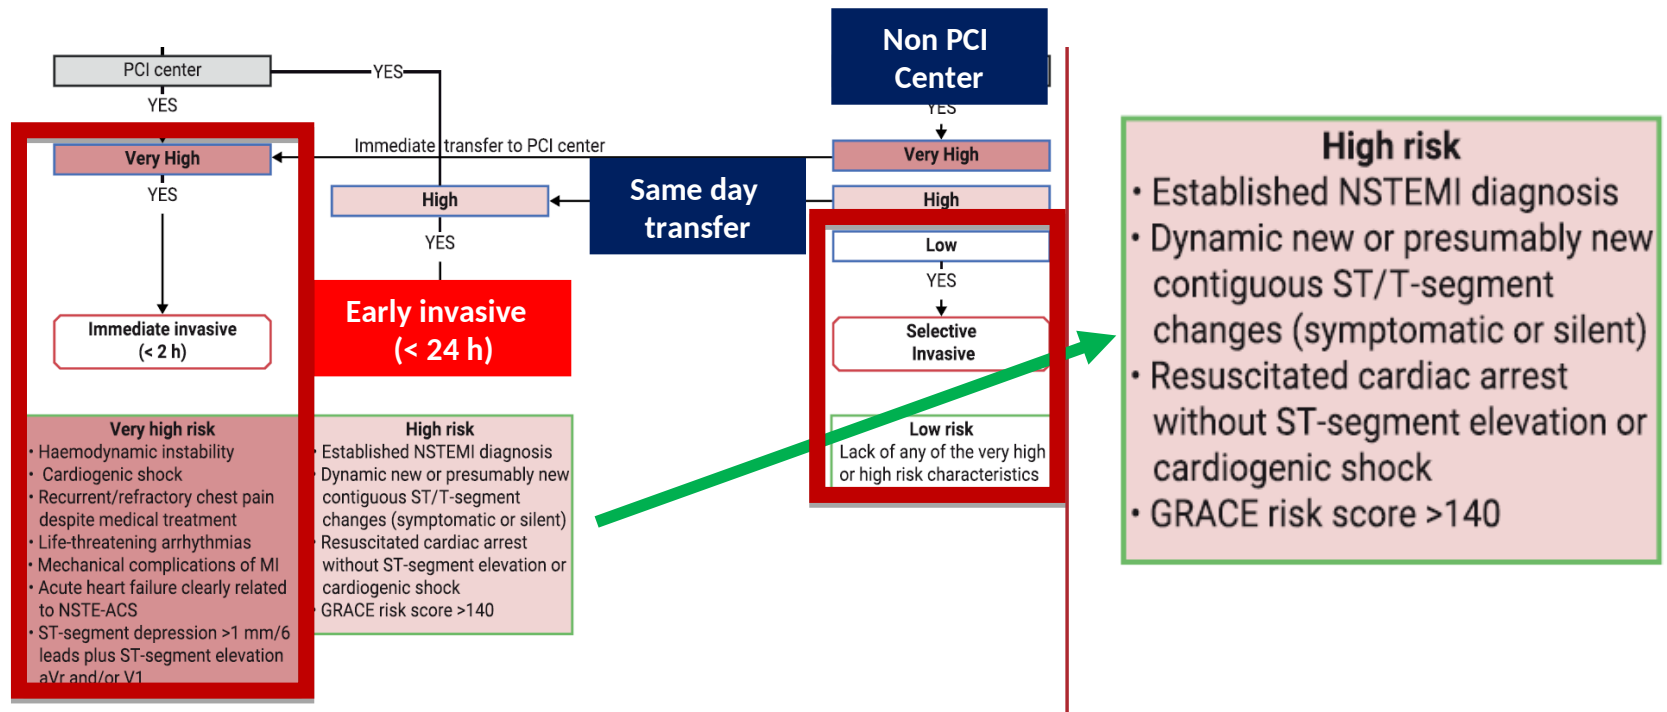 Non PCI
Center
PCI center
YES
YES
YES
Immediate transfer to PCI center
Very High
Very High
YES
Same day
transfer
High
High
YES
Low
YES
Early invasive
(< 24 h)
Immediate invasive
(< 2 h)
Selective
Invasive
Very high risk
• Haemodynamic instability
• Cardiogenic shock
• Recurrent/refractory chest pain
despite medical treatment
• Life-threatening arrhythmias
• Mechanical complications of MI
• Acute heart failure clearly related
to NSTE-ACS
• ST-segment depression >1 mm/6
leads plus ST-segment elevation
aVr and/or V1
High risk
• Established NSTEMI diagnosis
• Dynamic new or presumably new
contiguous ST/T-segment
changes (symptomatic or silent)
• Resuscitated cardiac arrest
without ST-segment elevation or
cardiogenic shock
• GRACE risk score >140
Low risk
Lack of any of the very high
or high risk characteristics
High risk
• Established NSTEMI diagnosis
• Dynamic new or presumably new
contiguous ST/T-segment
changes (symptomatic or silent)
• Resuscitated cardiac arrest
without ST-segment elevation or
cardiogenic shock
• GRACE risk score >140